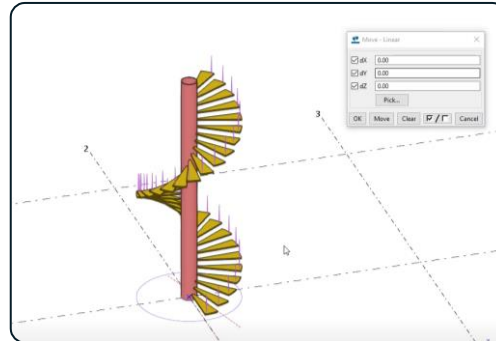 Move - Linear
dX 0.00
dY 0.00
dZ 0.00
Pick...
OK Move Clear / Cancel
3
2